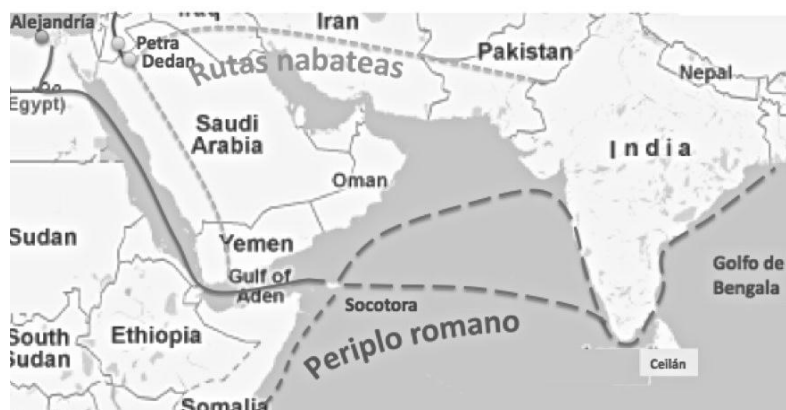 Alejandría
Iraq
Iran
Petra
Dedan
Rutas nabateas
Pakistan
Nepal
Egypt)
Saudi
Arabia
India
Oman
Sudan
Yemen
Gulf of
Aden
Golfo de
Bengala
Socotora
South
Sudan
Ethiopia
Periplo romano
Ceilán
Somalia